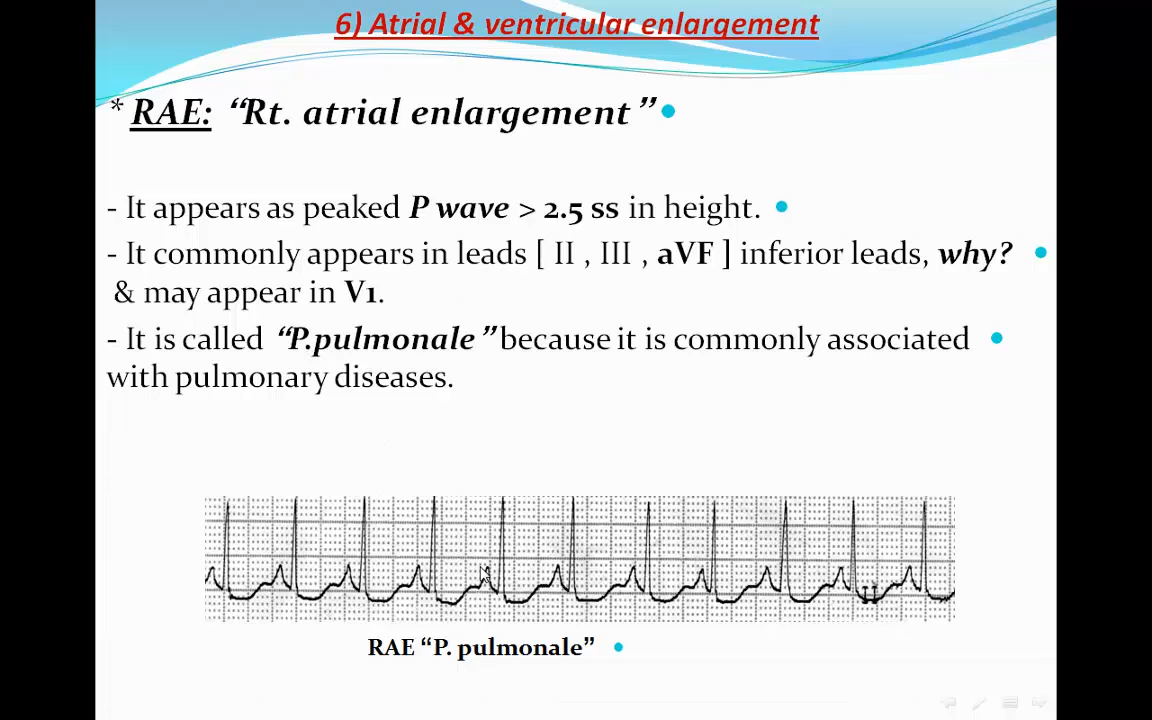 6) Atrial & ventricular enlargement
* RAE: “Rt. atrial enlargement”
- It appears as peaked P wave > 2.5 ss in height.
- It commonly appears in leads [ II , III , aVF ] inferior leads, why?
& may appear in V1.
- It is called “P.pulmonale” because it is commonly associated
with pulmonary diseases.
II
RAE “P. pulmonale”